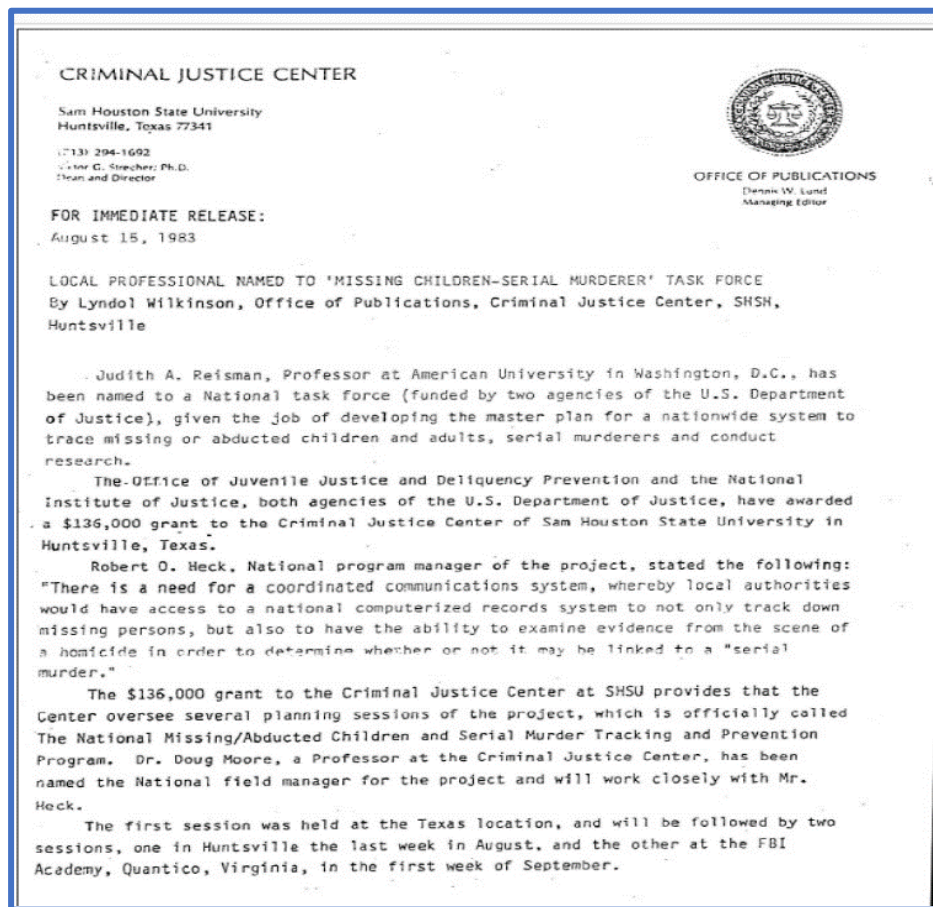 CRIMINAL JUSTICE CENTER
Sam Houston State University
Huntsville, Texas 77341
(713) 294-1692
Victor G. Strecher, Ph.D.
Dean and Director
CRIMINAL JUSTICE CENTER
OFFICE OF PUBLICATIONS
Dennis W. Lund
Managing Editor
FOR IMMEDIATE RELEASE:
August 15, 1983
LOCAL PROFESSIONAL NAMED TO 'MISSING CHILDREN-SERIAL MURDERER' TASK FORCE
By Lyndol Wilkinson, Office of Publications, Criminal Justice Center, SHSH,
Huntsville
Judith A. Reisman, Professor at American University in Washington, D.C., has
been named to a National task force (funded by two agencies of the U.S. Department
of Justice), given the job of developing the master plan for a nationwide system to
trace missing or abducted children and adults, serial murderers and conduct
research.
The Office of Juvenile Justice and Deliquency Prevention and the National
Institute of Justice, both agencies of the U.S. Department of Justice, have awarded
a $136,000 grant to the Criminal Justice Center of Sam Houston State University in
Huntsville, Texas.
Robert O. Heck, National program manager of the project, stated the following:
"There is a need for a coordinated communications system, whereby local authorities
would have access to a national computerized records system to not only track down
missing persons, but also to have the ability to examine evidence from the scene of
a homicide in order to determine whether or not it may be linked to a "serial
murder."
The $136,000 grant to the Criminal Justice Center at SHSU provides that the
Center oversee several planning sessions of the project, which is officially called
The National Missing/Abducted Children and Serial Murder Tracking and Prevention
Program. Dr. Doug Moore, a Professor at the Criminal Justice Center, has been
named the National field manager for the project and will work closely with Mr.
Heck.
The first session was held at the Texas location, and will be followed by two
sessions, one in Huntsville the last week in August, and the other at the FBI
Academy, Quantico, Virginia, in the first week of September.